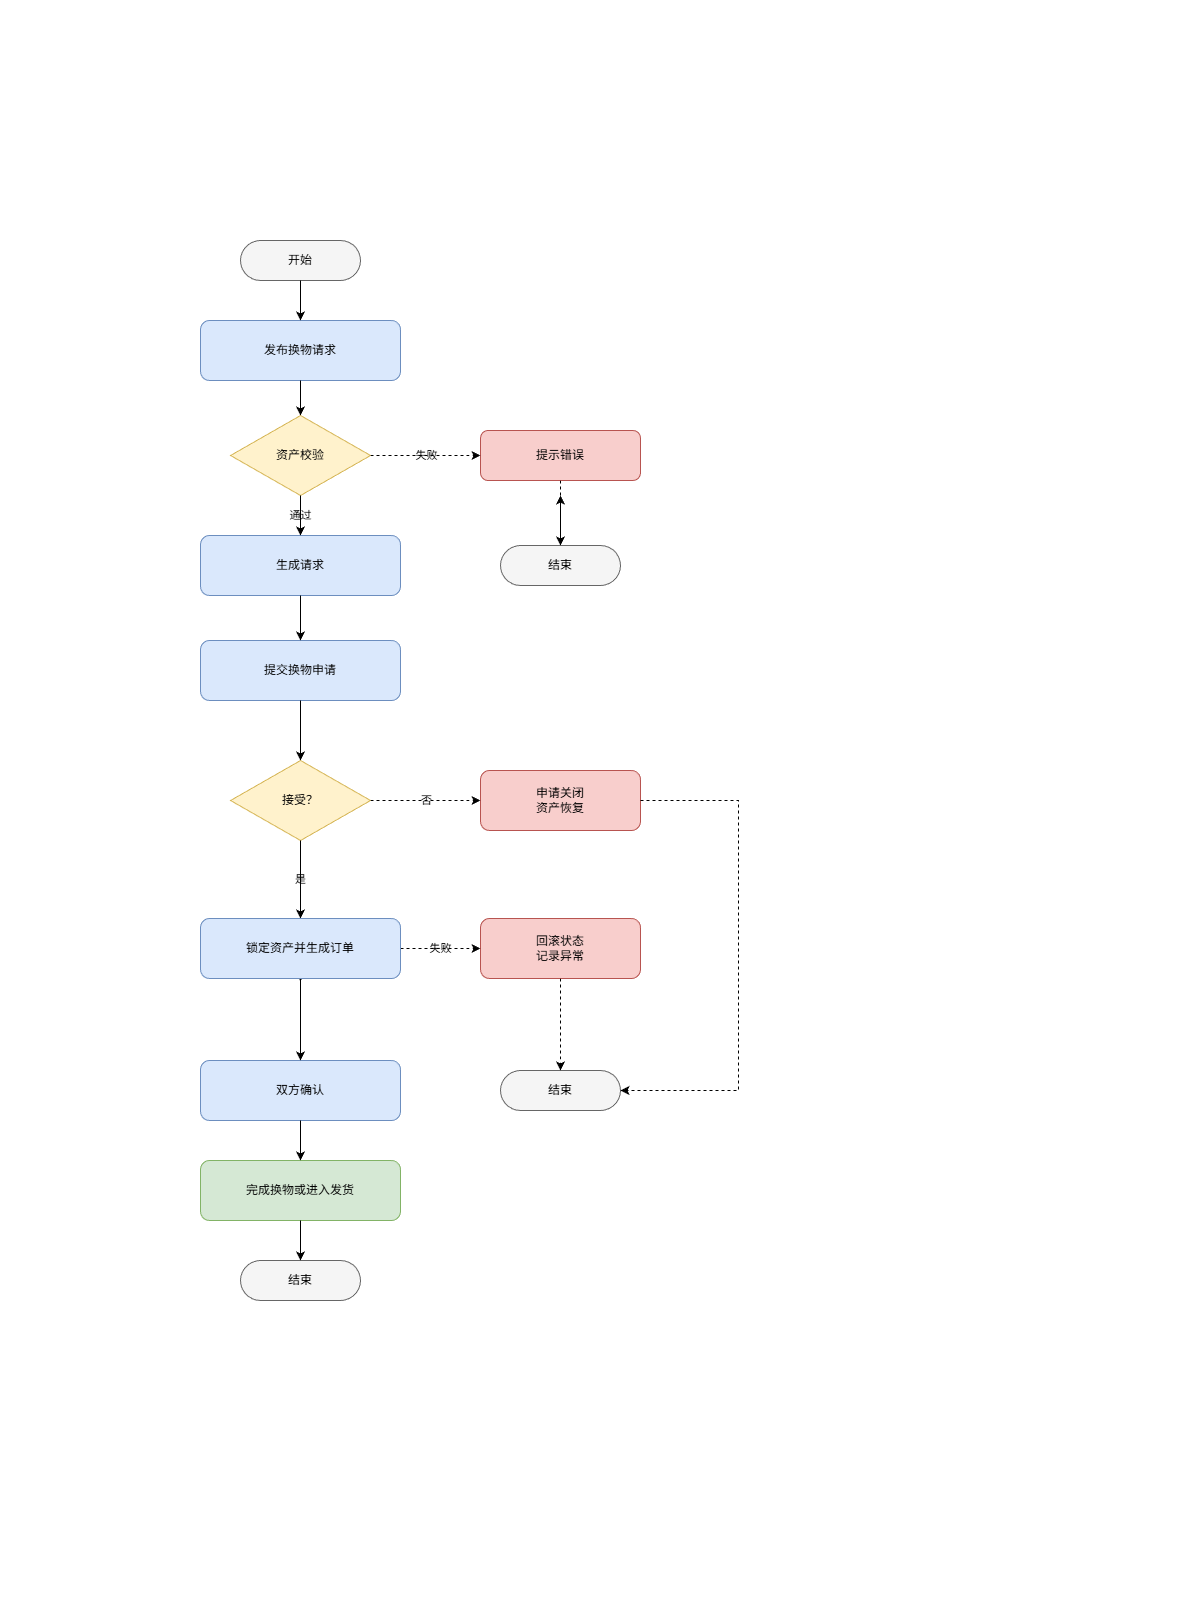 开始
发布换物请求
资产校验
失败
提示错误
通过
生成请求
结束
提交换物申请
接受？
否
申请关闭
资产恢复
是
锁定资产并生成订单
失败
回滚状态
记录异常
双方确认
结束
完成换物或进入发货
结束